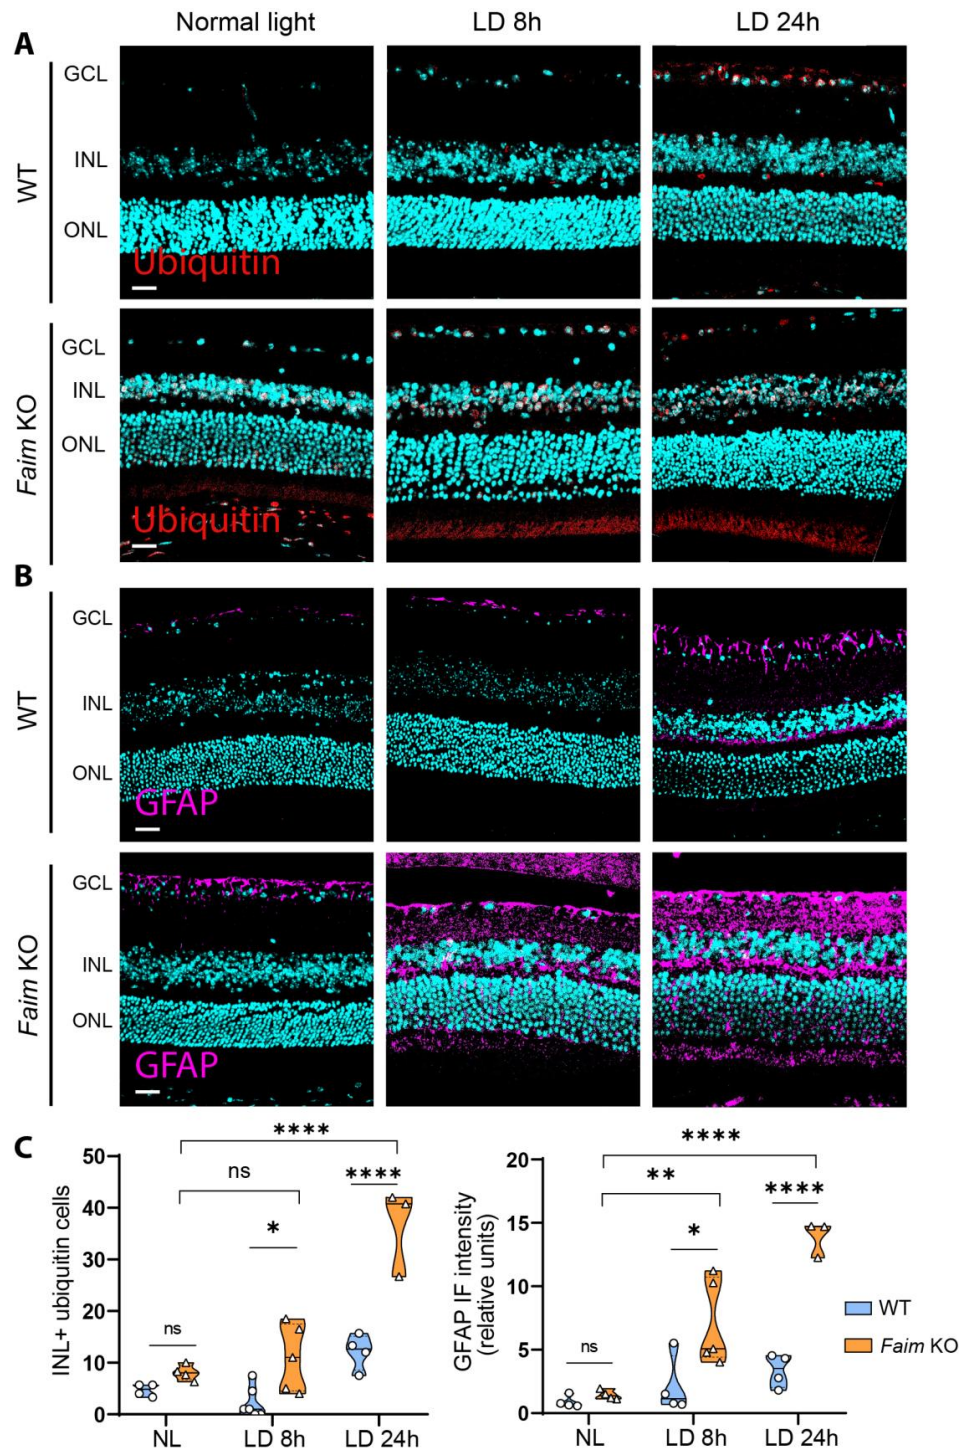 Normal light LD 8h LD 24h
A
WT
GCL
INL
ONL
Ubiquitin
Faim KO
GCL
INL
ONL
Ubiquitin
B
WT
GCL
INL
ONL
GFAP
Faim KO
GCL
INL
ONL
GFAP
C
INL+ ubiquitin cells
50
40
30
20
10
0
****
ns
****
*
ns
NL LD 8h LD 24h
GFAP IF intensity
(relative units)
20
15
10
5
0
****
**
****
*
ns
NL LD 8h LD 24h
WT
Faim KO